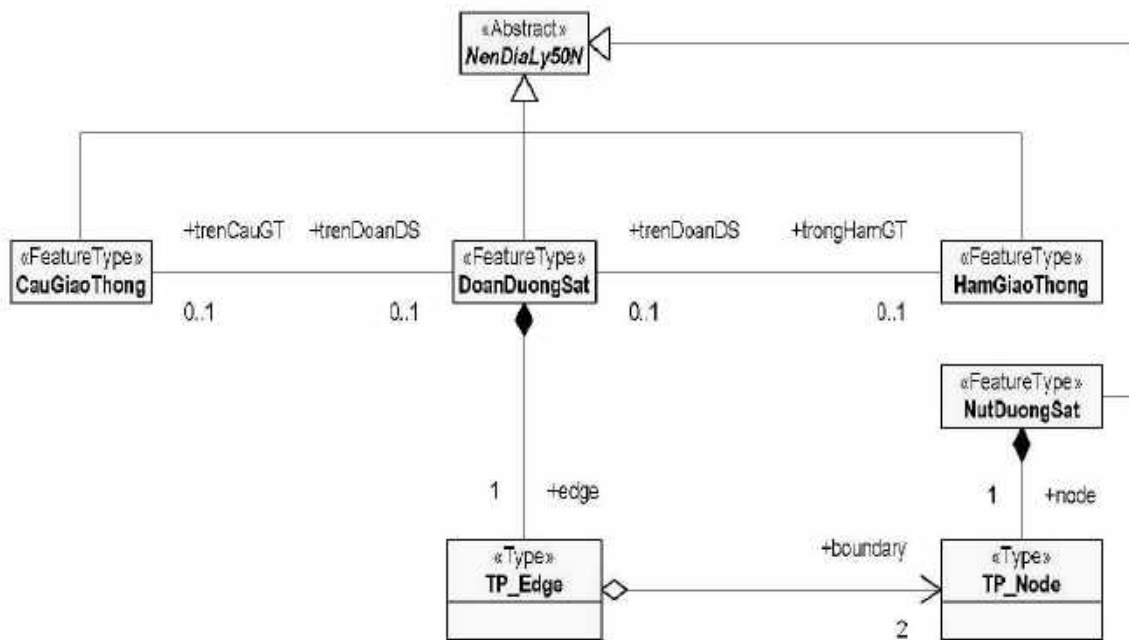 «Abstract»
NenDiaLy50N
+trenCauGT
+trenDoanDS
+trenDoanDS
+trongHamGT
«FeatureType»
CauGiaoThong
«FeatureType»
DoanDuongSat
«FeatureType»
HamGiaoThong
0..1
0..1
0..1
0..1
«FeatureType»
NutDuongSat
1
+edge
1
+node
«Type»
TP_Edge
+boundary
2
«Type»
TP_Node